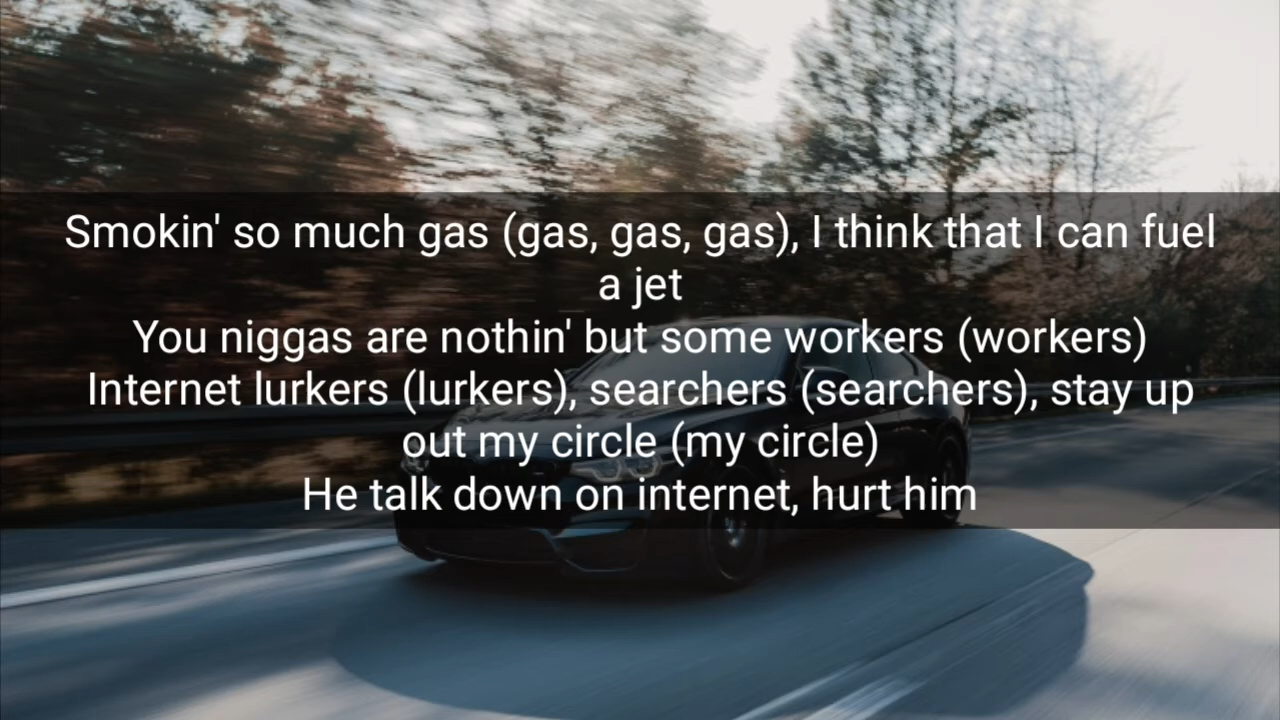 Smokin' so much gas (gas, gas, gas), I think that I can fuel
a jet
You niggas are nothin' but some workers (workers)
Internet lurkers (lurkers), searchers (searchers), stay up
out my circle (my circle)
He talk down on internet, hurt him